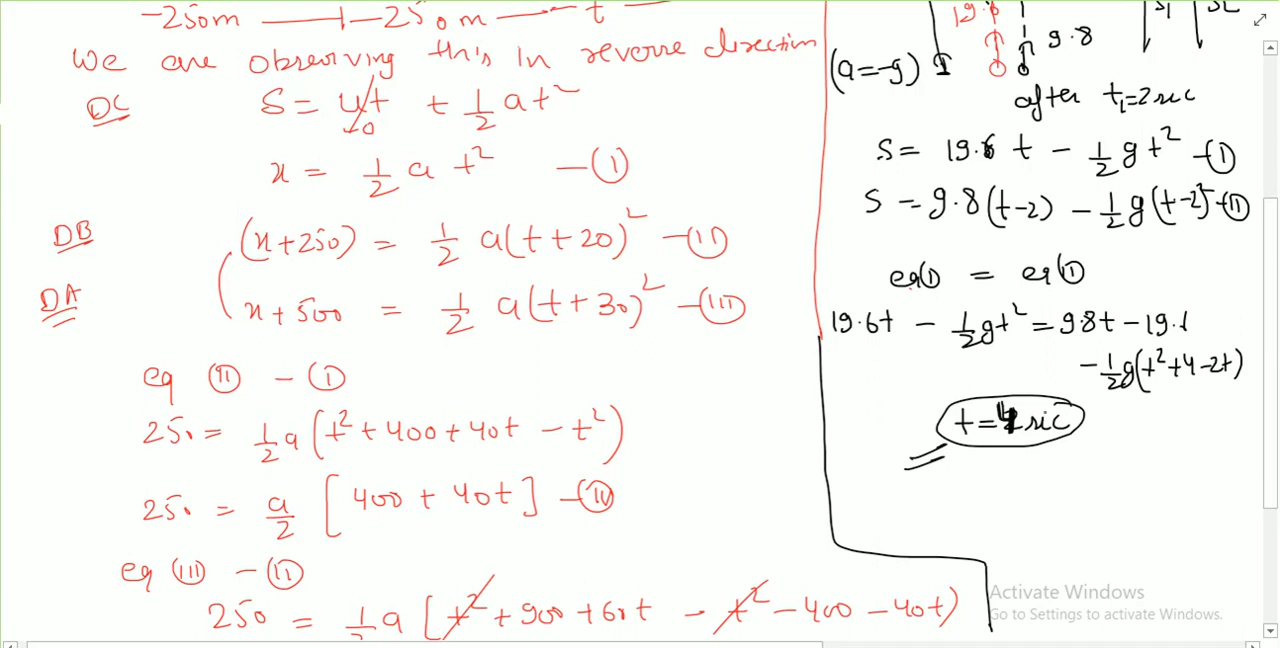 -250m —|—250m — t —
We are observing this in reverse direction
DC S = ut + 1/2 at²
→0
x = 1/2 a t² —(I)
DB (x+250) = 1/2 a(t+20)² —(II)
DA x+500 = 1/2 a(t+30)² —(III)
eq (II) - (I)
250 = 1/2 a (t² + 400 + 40t - t²)
250 = a/2 [400 + 40t] —(IV)
eq (III) - (II)
250 = 1/2 a [t² + 900 + 60t - t² - 400 - 40t)
9.8
(a=-g)
after t₁=2sec
S = 19.6 t - 1/2 g t² —(I)
S = 9.8(t-2) - 1/2 g(t-2)² —(II)
eq(I) = eq(II)
19.6t - 1/2 gt² = 9.8t - 19.6
- 1/2 g(t²+4-2t)
t = 4 sec
Activate Windows
Go to Settings to activate Windows.